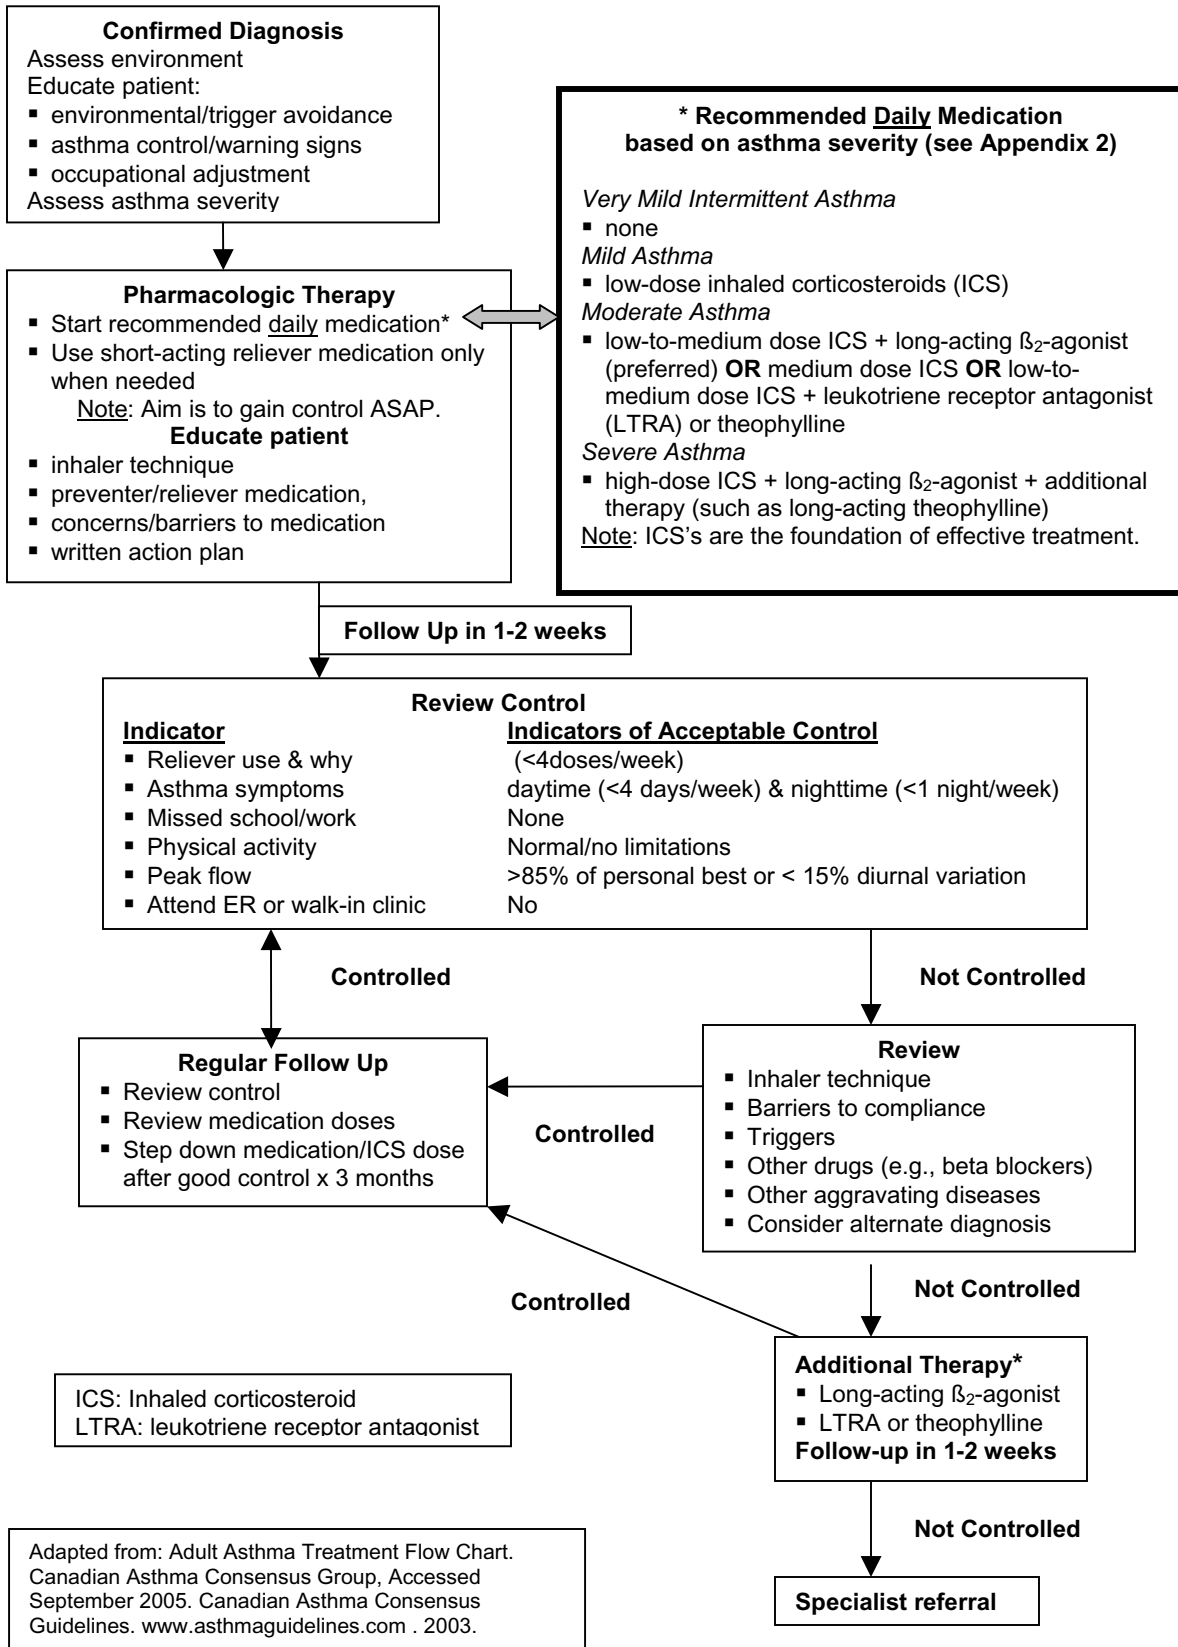 Confirmed Diagnosis
Assess environment
Educate patient:
▪ environmental/trigger avoidance
▪ asthma control/warning signs
▪ occupational adjustment
Assess asthma severity
* Recommended Daily Medication
based on asthma severity (see Appendix 2)
Very Mild Intermittent Asthma
▪ none
Mild Asthma
▪ low-dose inhaled corticosteroids (ICS)
Moderate Asthma
▪ low-to-medium dose ICS + long-acting ß₂-agonist
(preferred) OR medium dose ICS OR low-to-
medium dose ICS + leukotriene receptor antagonist
(LTRA) or theophylline
Severe Asthma
▪ high-dose ICS + long-acting ß₂-agonist + additional
therapy (such as long-acting theophylline)
Note: ICS's are the foundation of effective treatment.
Pharmacologic Therapy
▪ Start recommended daily medication*
▪ Use short-acting reliever medication only
when needed
Note: Aim is to gain control ASAP.
Educate patient
▪ inhaler technique
▪ preventer/reliever medication,
▪ concerns/barriers to medication
▪ written action plan
Follow Up in 1-2 weeks
Review Control
Indicator Indicators of Acceptable Control
▪ Reliever use & why (<4doses/week)
▪ Asthma symptoms daytime (<4 days/week) & nighttime (<1 night/week)
▪ Missed school/work None
▪ Physical activity Normal/no limitations
▪ Peak flow >85% of personal best or < 15% diurnal variation
▪ Attend ER or walk-in clinic No
Controlled
Not Controlled
Regular Follow Up
▪ Review control
▪ Review medication doses
▪ Step down medication/ICS dose
after good control x 3 months
Controlled
Review
▪ Inhaler technique
▪ Barriers to compliance
▪ Triggers
▪ Other drugs (e.g., beta blockers)
▪ Other aggravating diseases
▪ Consider alternate diagnosis
Controlled
Not Controlled
Additional Therapy*
▪ Long-acting ß₂-agonist
▪ LTRA or theophylline
Follow-up in 1-2 weeks
ICS: Inhaled corticosteroid
LTRA: leukotriene receptor antagonist
Not Controlled
Specialist referral
Adapted from: Adult Asthma Treatment Flow Chart.
Canadian Asthma Consensus Group, Accessed
September 2005. Canadian Asthma Consensus
Guidelines. www.asthmaguidelines.com . 2003.